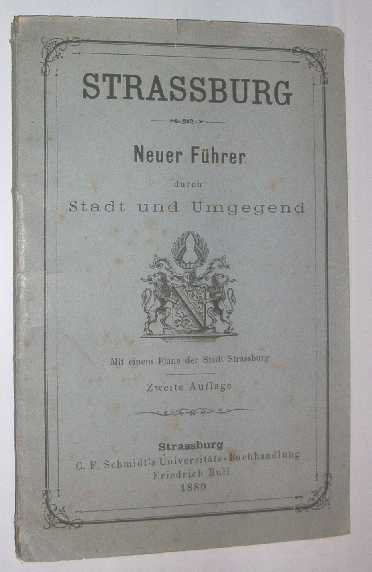 STRASSBURG
Neuer Führer
durch
Stadt und Umgegend
Mit einem Plane der Stadt Strassburg
Zweite Auflage
Strassburg
C. F. Schmidt's Universitäts-Buchhandlung
Friedrich Bull
1880